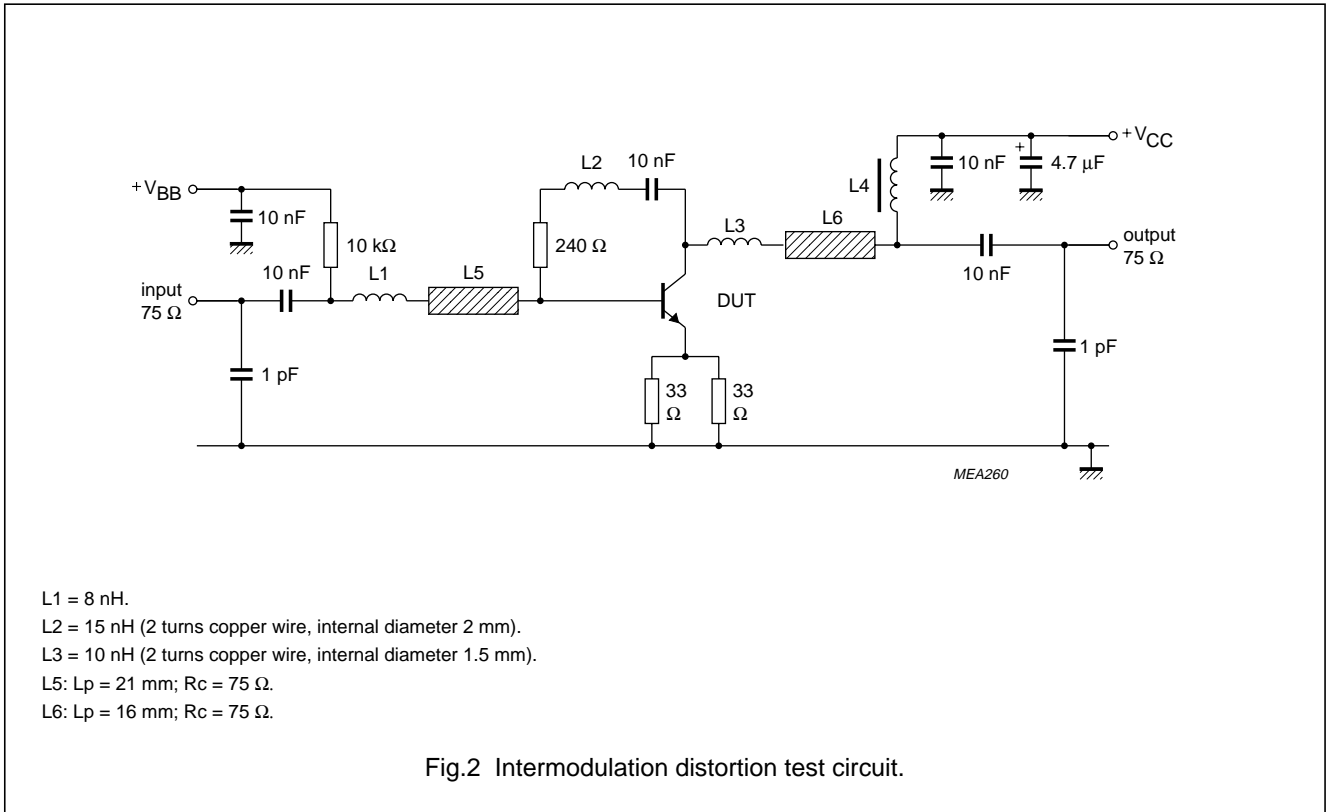 +VCC
10 nF
4.7 μF
+
L4
L2
10 nF
+VBB
10 nF
10 kΩ
240 Ω
L3
L6
10 nF
L1
L5
input
75 Ω
output
75 Ω
10 nF
DUT
1 pF
1 pF
33
Ω
33
Ω
MEA260
L1 = 8 nH.
L2 = 15 nH (2 turns copper wire, internal diameter 2 mm).
L3 = 10 nH (2 turns copper wire, internal diameter 1.5 mm).
L5: Lp = 21 mm; Rc = 75 Ω.
L6: Lp = 16 mm; Rc = 75 Ω.
Fig.2 Intermodulation distortion test circuit.